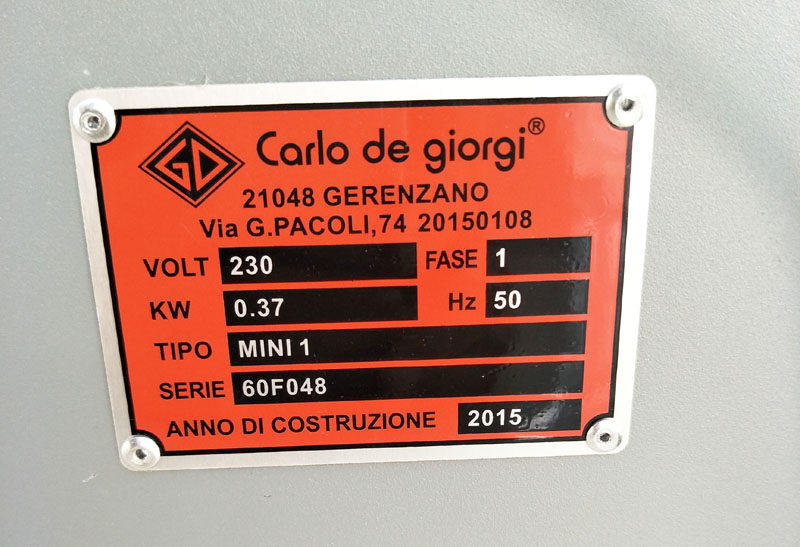 GD Carlo de giorgi®
21048 GERENZANO
Via G.PACOLI,74 20150108
VOLT 230 FASE 1
KW 0.37 Hz 50
TIPO MINI 1
SERIE 60F048
ANNO DI COSTRUZIONE 2015